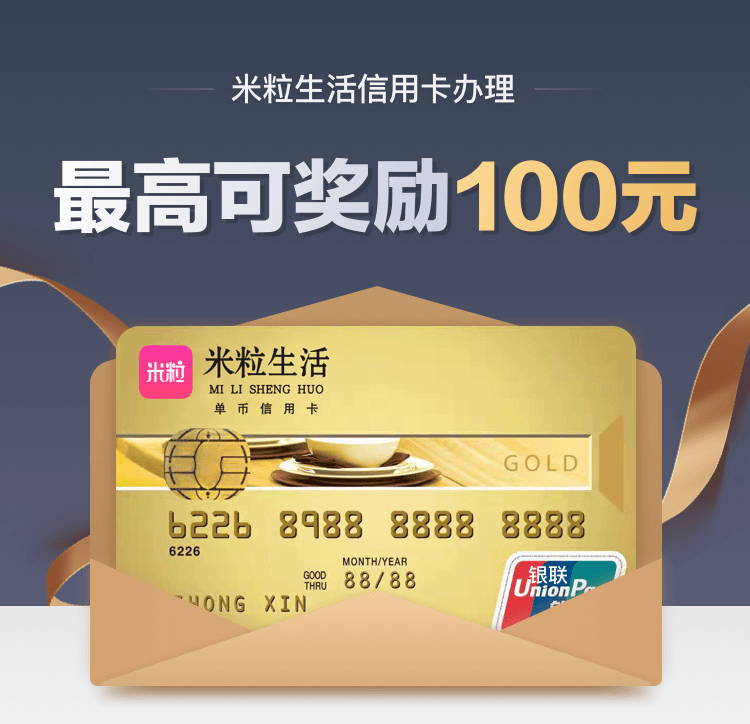 米粒生活信用卡办理
最高可奖励100元
米粒
米粒生活
MI LI SHENG HUO
单币信用卡
GOLD
6226 8988 8888 8888
6226
MONTH/YEAR
GOOD THRU 88/88
HONG XIN
银联
UnionPa